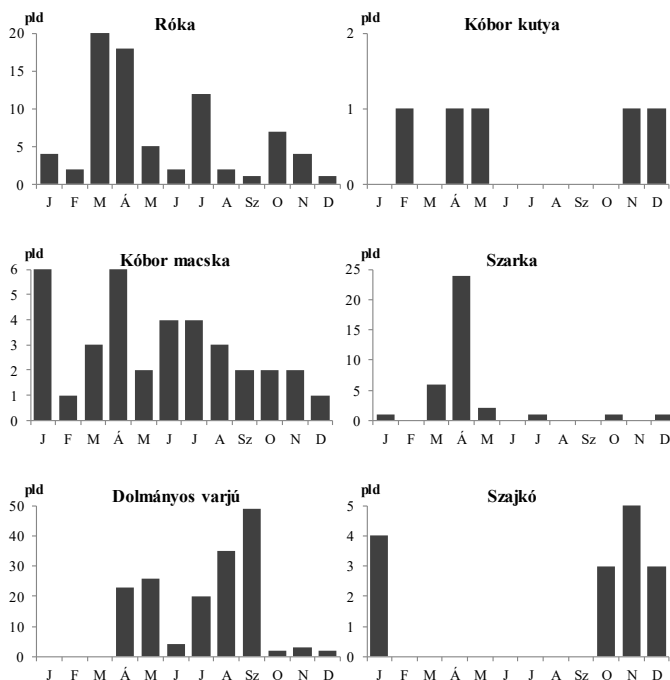 pld
Róka
20
15
10
5
0
J F M Á M J J A Sz O N D
pld
Kóbor kutya
2
1
0
J F M Á M J J A Sz O N D
pld
Kóbor macska
6
5
4
3
2
1
0
J F M Á M J J A Sz O N D
pld
Szarka
25
20
15
10
5
0
J F M Á M J J A Sz O N D
pld
Dolmányos varjú
50
40
30
20
10
0
J F M Á M J J A Sz O N D
pld
Szajkó
5
4
3
2
1
0
J F M Á M J J A Sz O N D